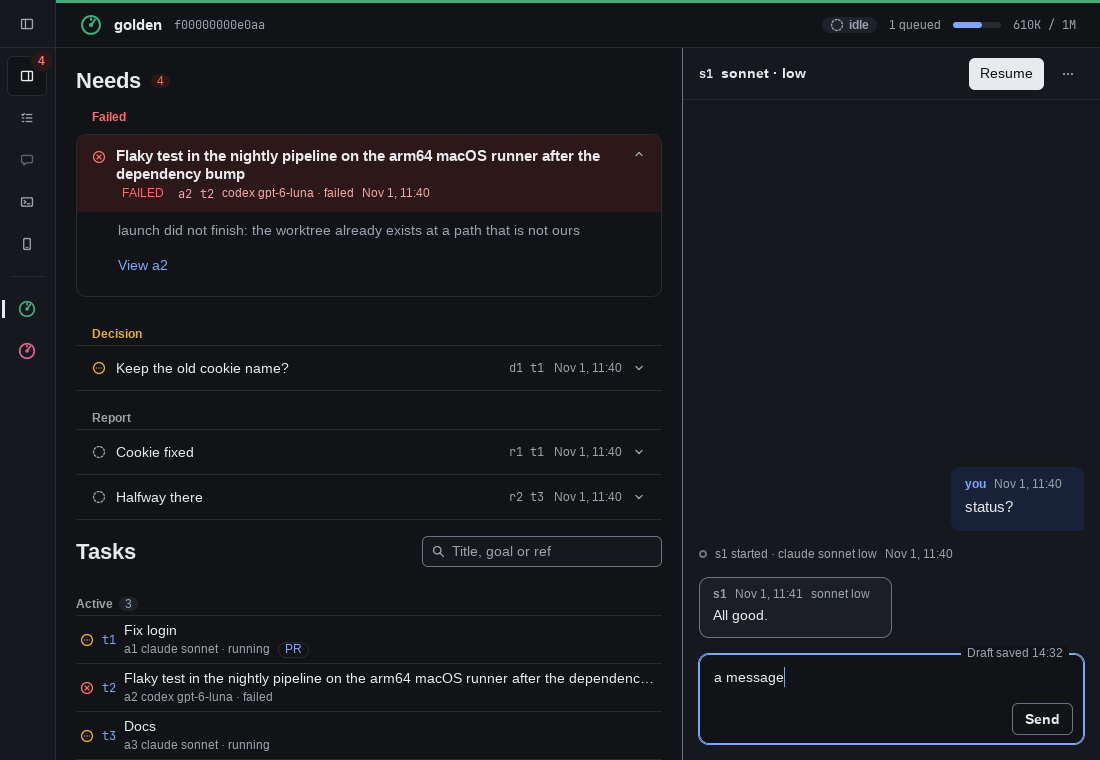 golden f00000000e0aa
idle 1 queued 610K / 1M
4
Needs 4
Failed
Flaky test in the nightly pipeline on the arm64 macOS runner after the
dependency bump
FAILED a2 t2 codex gpt-6-luna · failed Nov 1, 11:40
launch did not finish: the worktree already exists at a path that is not ours
View a2
Decision
Keep the old cookie name? d1 t1 Nov 1, 11:40
Report
Cookie fixed r1 t1 Nov 1, 11:40
Halfway there r2 t3 Nov 1, 11:40
Tasks
Title, goal or ref
Active 3
t1 Fix login
a1 claude sonnet · running PR
t2 Flaky test in the nightly pipeline on the arm64 macOS runner after the dependenc…
a2 codex gpt-6-luna · failed
t3 Docs
a3 claude sonnet · running
s1 sonnet · low
Resume
you Nov 1, 11:40
status?
s1 started · claude sonnet low Nov 1, 11:40
s1 Nov 1, 11:41 sonnet low
All good.
Draft saved 14:32
a message
Send